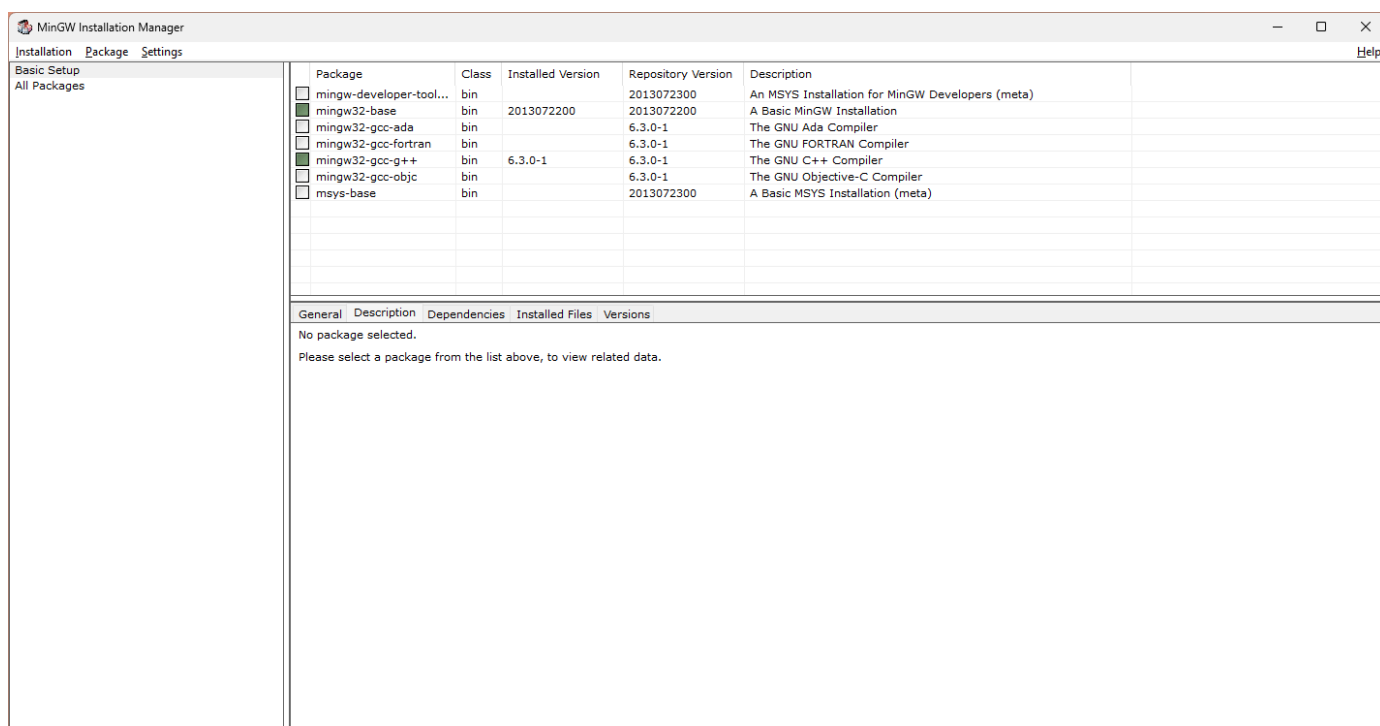 MinGW Installation Manager
Installation Package Settings Help
Basic Setup
All Packages
Package Class Installed Version Repository Version Description
mingw-developer-tool... bin 2013072300 An MSYS Installation for MinGW Developers (meta)
mingw32-base bin 2013072200 2013072200 A Basic MinGW Installation
mingw32-gcc-ada bin 6.3.0-1 The GNU Ada Compiler
mingw32-gcc-fortran bin 6.3.0-1 The GNU FORTRAN Compiler
mingw32-gcc-g++ bin 6.3.0-1 6.3.0-1 The GNU C++ Compiler
mingw32-gcc-objc bin 6.3.0-1 The GNU Objective-C Compiler
msys-base bin 2013072300 A Basic MSYS Installation (meta)
General Description Dependencies Installed Files Versions
No package selected.
Please select a package from the list above, to view related data.